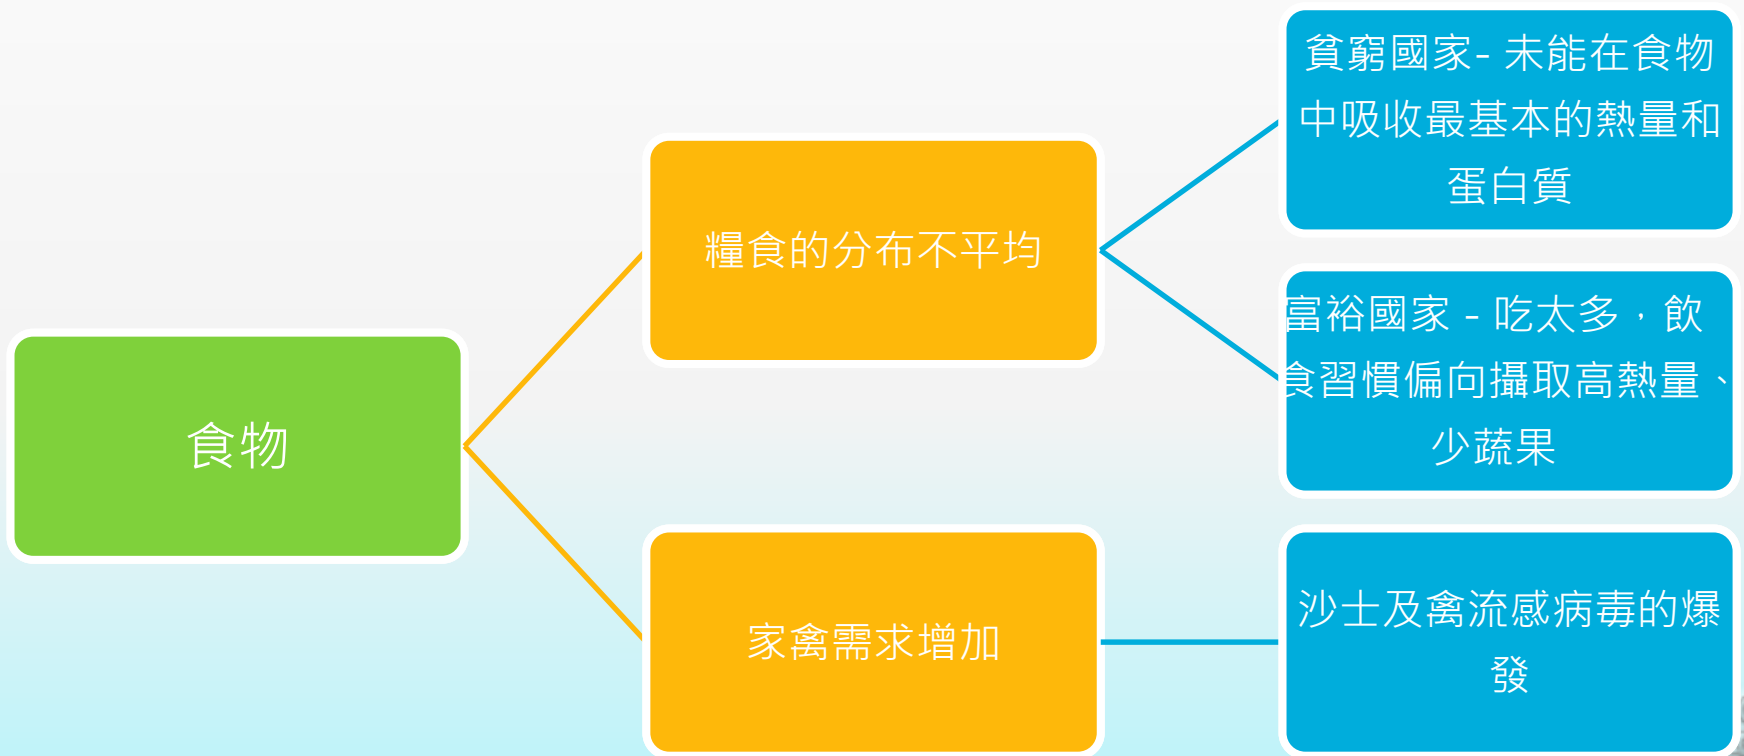 食物
糧食的分布不平均
家禽需求增加
貧窮國家- 未能在食物
中吸收最基本的熱量和
蛋白質
富裕國家 - 吃太多，飲
食習慣偏向攝取高熱量、
少蔬果
沙士及禽流感病毒的爆
發